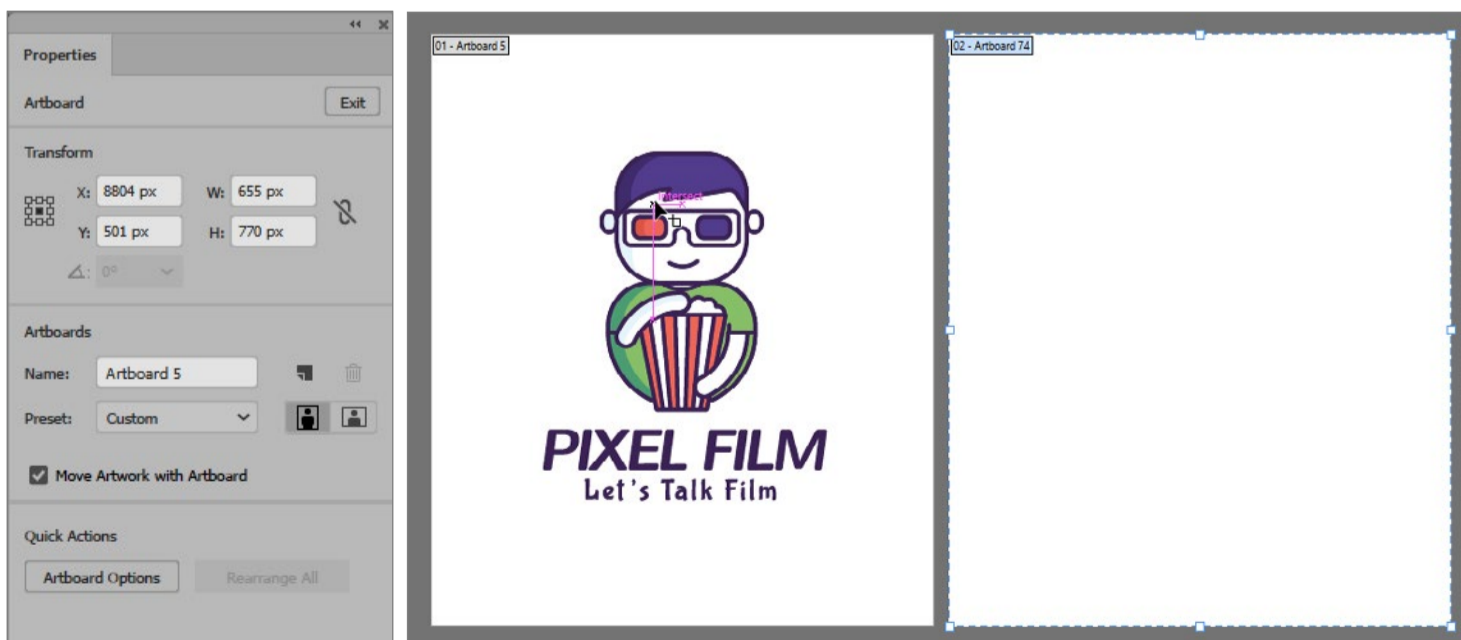 Properties
Artboard
Exit
Transform
X: 8804 px W: 655 px
Y: 501 px H: 770 px
0°
Artboards
Name: Artboard 5
Preset: Custom
Move Artwork with Artboard
Quick Actions
Artboard Options
Rearrange All
01 - Artboard 5
02 - Artboard 74
intersect
PIXEL FILM
Let's Talk Film